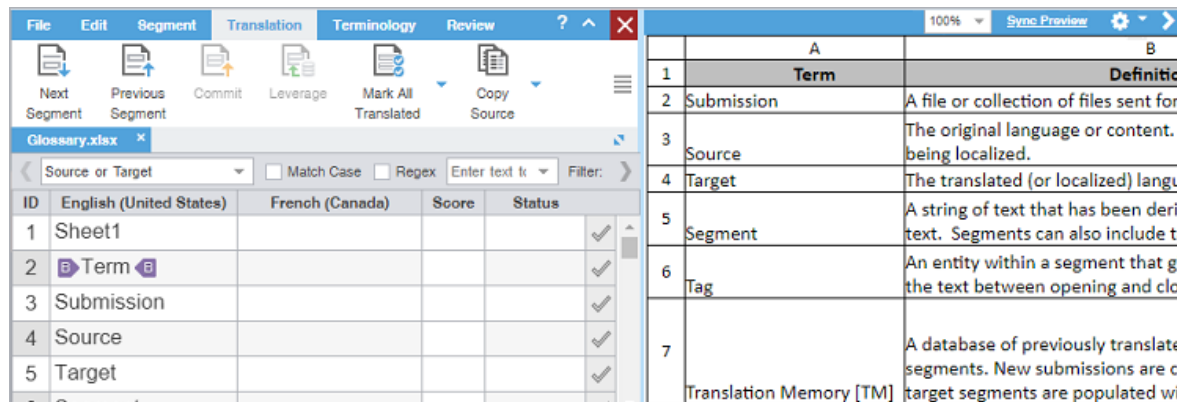 File Edit Segment Translation Terminology Review ?
Next Segment
Previous Segment
Commit
Leverage
Mark All Translated
Copy Source
Glossary.xlsx ×
Source or Target Match Case Regex Enter text Filter:
ID English (United States) French (Canada) Score Status
1 Sheet1
2 B Term B
3 Submission
4 Source
5 Target
100% Sync Preview
A B
1 Term
2 Submission A file or collection of files sent for
3 Source The original language or content.
being localized.
4 Target The translated (or localized)
5 Segment A string of text that has been
text. Segments can also include
6 Tag An entity within a segment that
the text between opening and
7 Translation Memory [TM] A database of previously
segments. New submissions are
target segments are populated